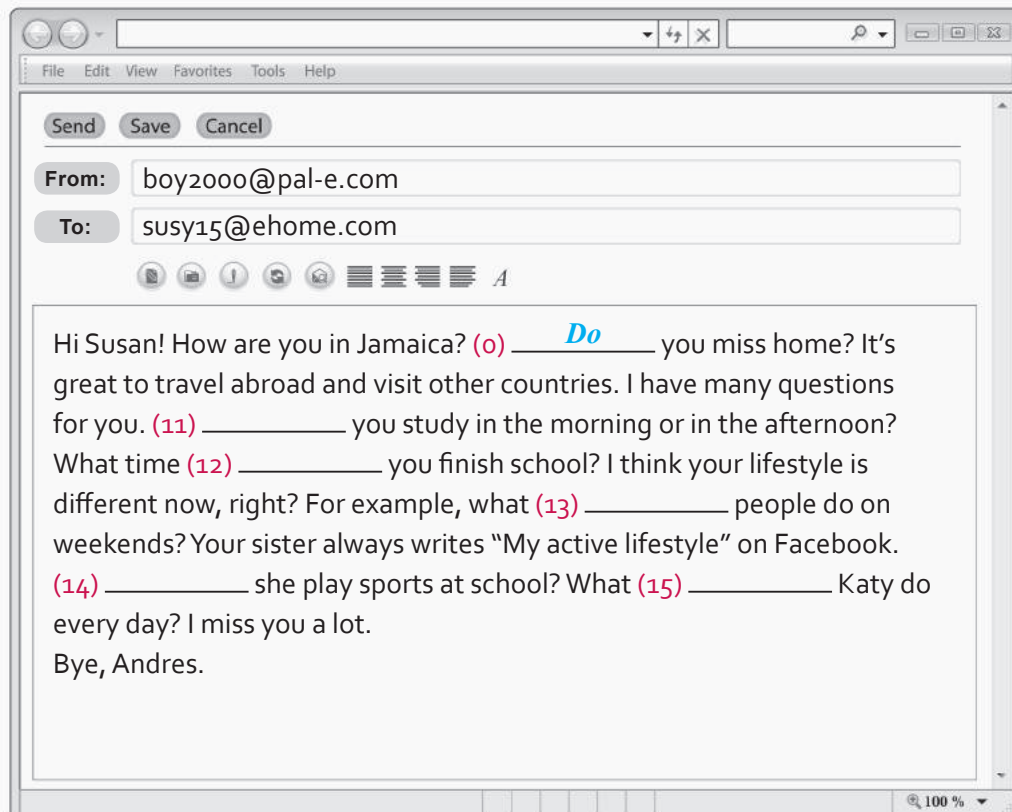 File Edit View Favorites Tools Help
Send Save Cancel
From: boy2000@pal-e.com
To: susy15@ehome.com
A
Hi Susan! How are you in Jamaica? (0) Do you miss home? It's
great to travel abroad and visit other countries. I have many questions
for you. (11) __________ you study in the morning or in the afternoon?
What time (12) __________ you finish school? I think your lifestyle is
different now, right? For example, what (13) __________ people do on
weekends? Your sister always writes “My active lifestyle” on Facebook.
(14) __________ she play sports at school? What (15) __________ Katy do
every day? I miss you a lot.
Bye, Andres.
100 %